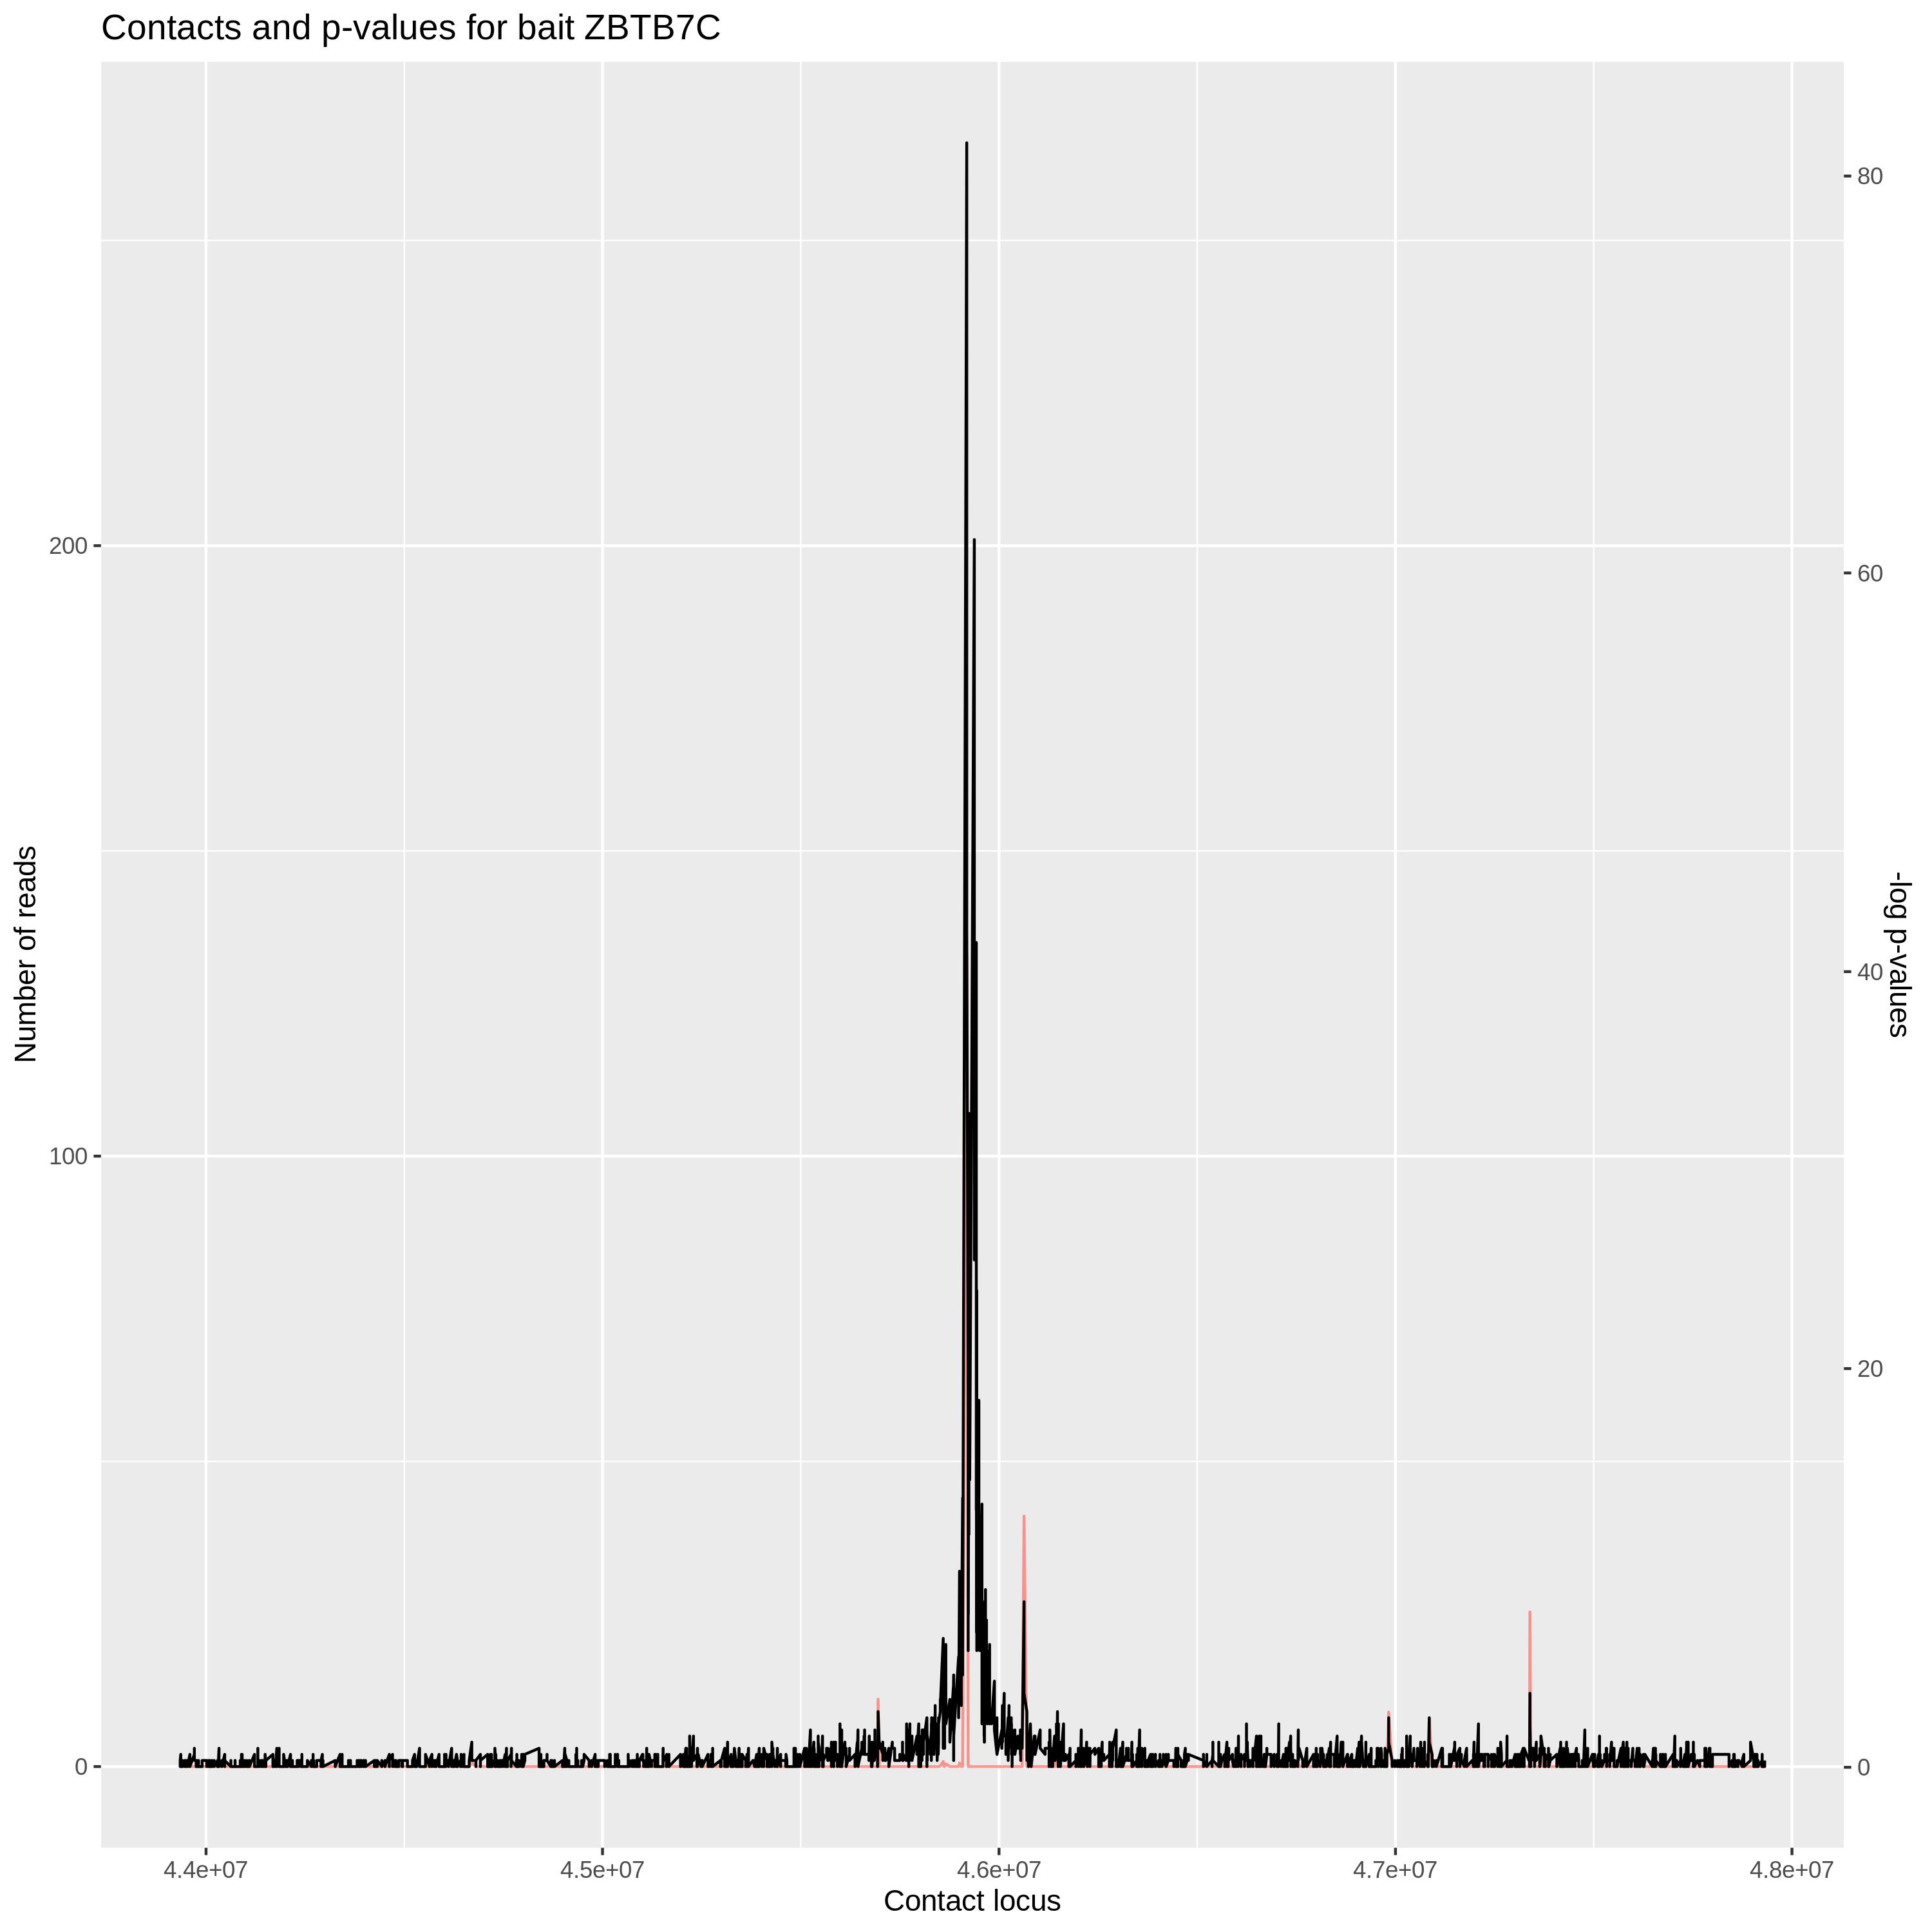 Contacts and p-values for bait ZBTB7C
Number of reads
200
100
0
80
60
40
20
0
-log p-values
4.4e+07
4.5e+07
4.6e+07
4.7e+07
4.8e+07
Contact locus